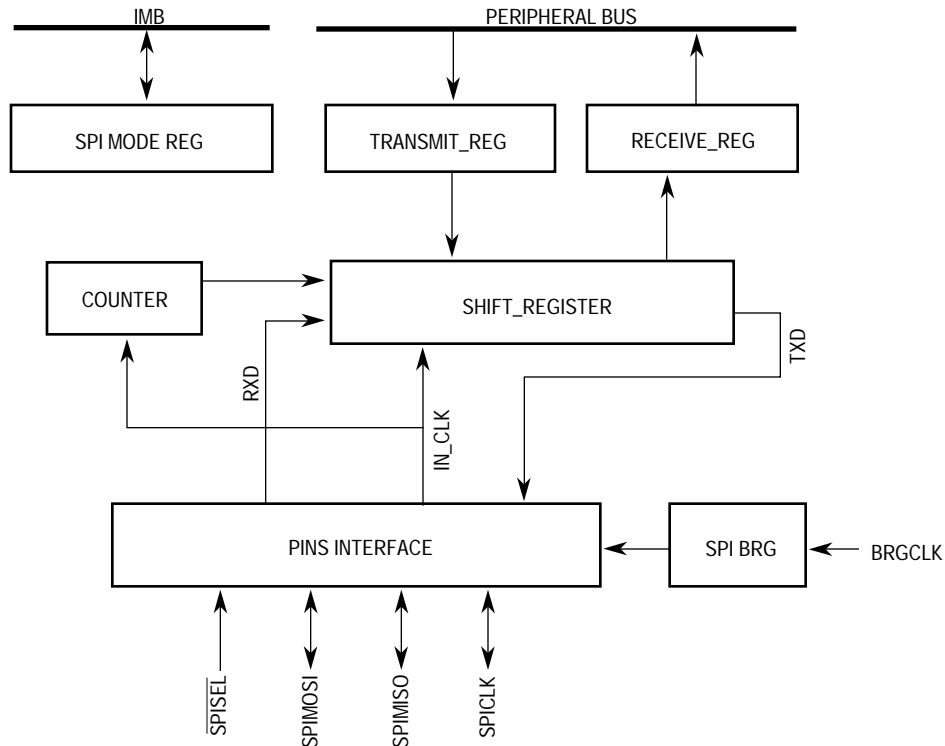 IMB
PERIPHERAL BUS
SPI MODE REG
TRANSMIT_REG
RECEIVE_REG
COUNTER
SHIFT_REGISTER
TXD
RXD
IN_CLK
PINS INTERFACE
SPI BRG
BRGCLK
SPISEL
SPIMOSI
SPIMISO
SPICLK